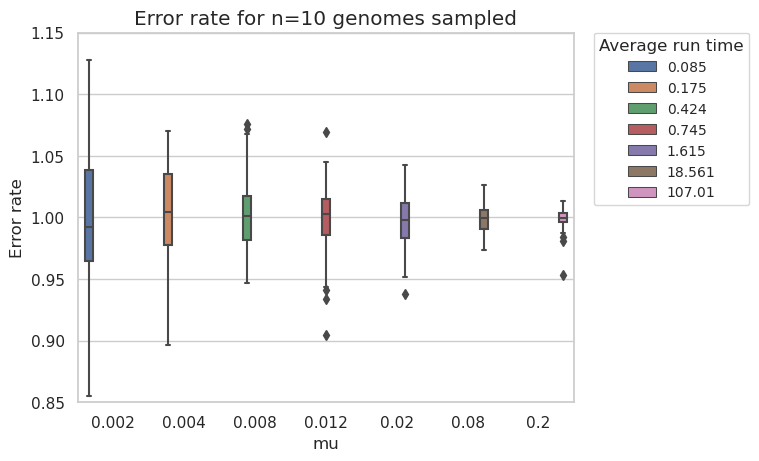 Error rate for n=10 genomes sampled
Error rate
1.15
1.10
1.05
1.00
0.95
0.90
0.85
0.002 0.004 0.008 0.012 0.02 0.08 0.2
mu
Average run time
0.085
0.175
0.424
0.745
1.615
18.561
107.01